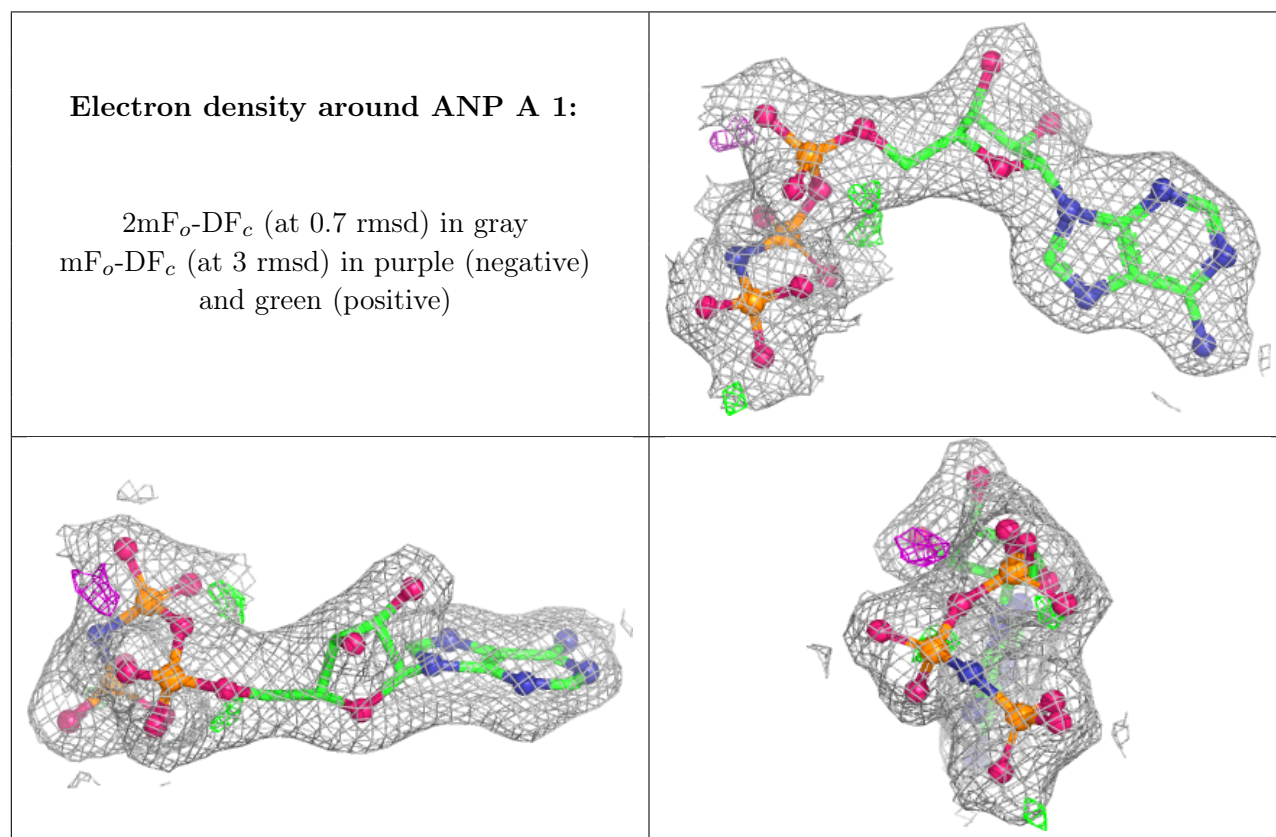 Electron density around ANP A 1:
2mFo-DFc (at 0.7 rmsd) in gray
mFo-DFc (at 3 rmsd) in purple (negative)
and green (positive)